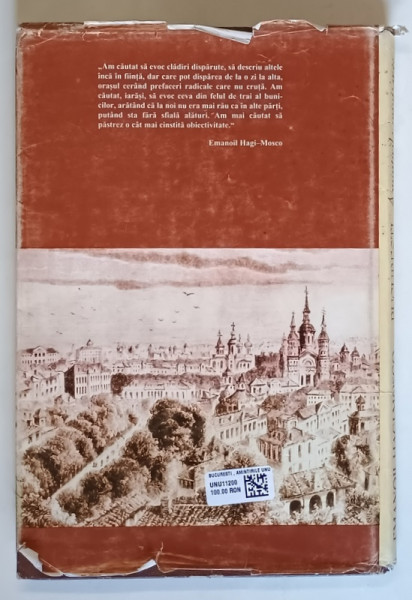 „Am căutat să evoc clădiri dispărute, să descriu altele
încă în ființă, dar care pot dispărea de la o zi la alta,
orașul cerând prefaceri radicale care nu cruță. Am
căutat, iarăși, să evoc ceva din felul de trai al buni-
cilor, arătând că la noi nu era mai rău ca în alte părți,
putând sta fără sfială alături. Am mai căutat să
păstrez o cât mai cinstită obiectivitate.“
Emanoil Hagi–Mosco
BUCURESTI . AMINTIRILE UNU
UNU11200
100.00 RON